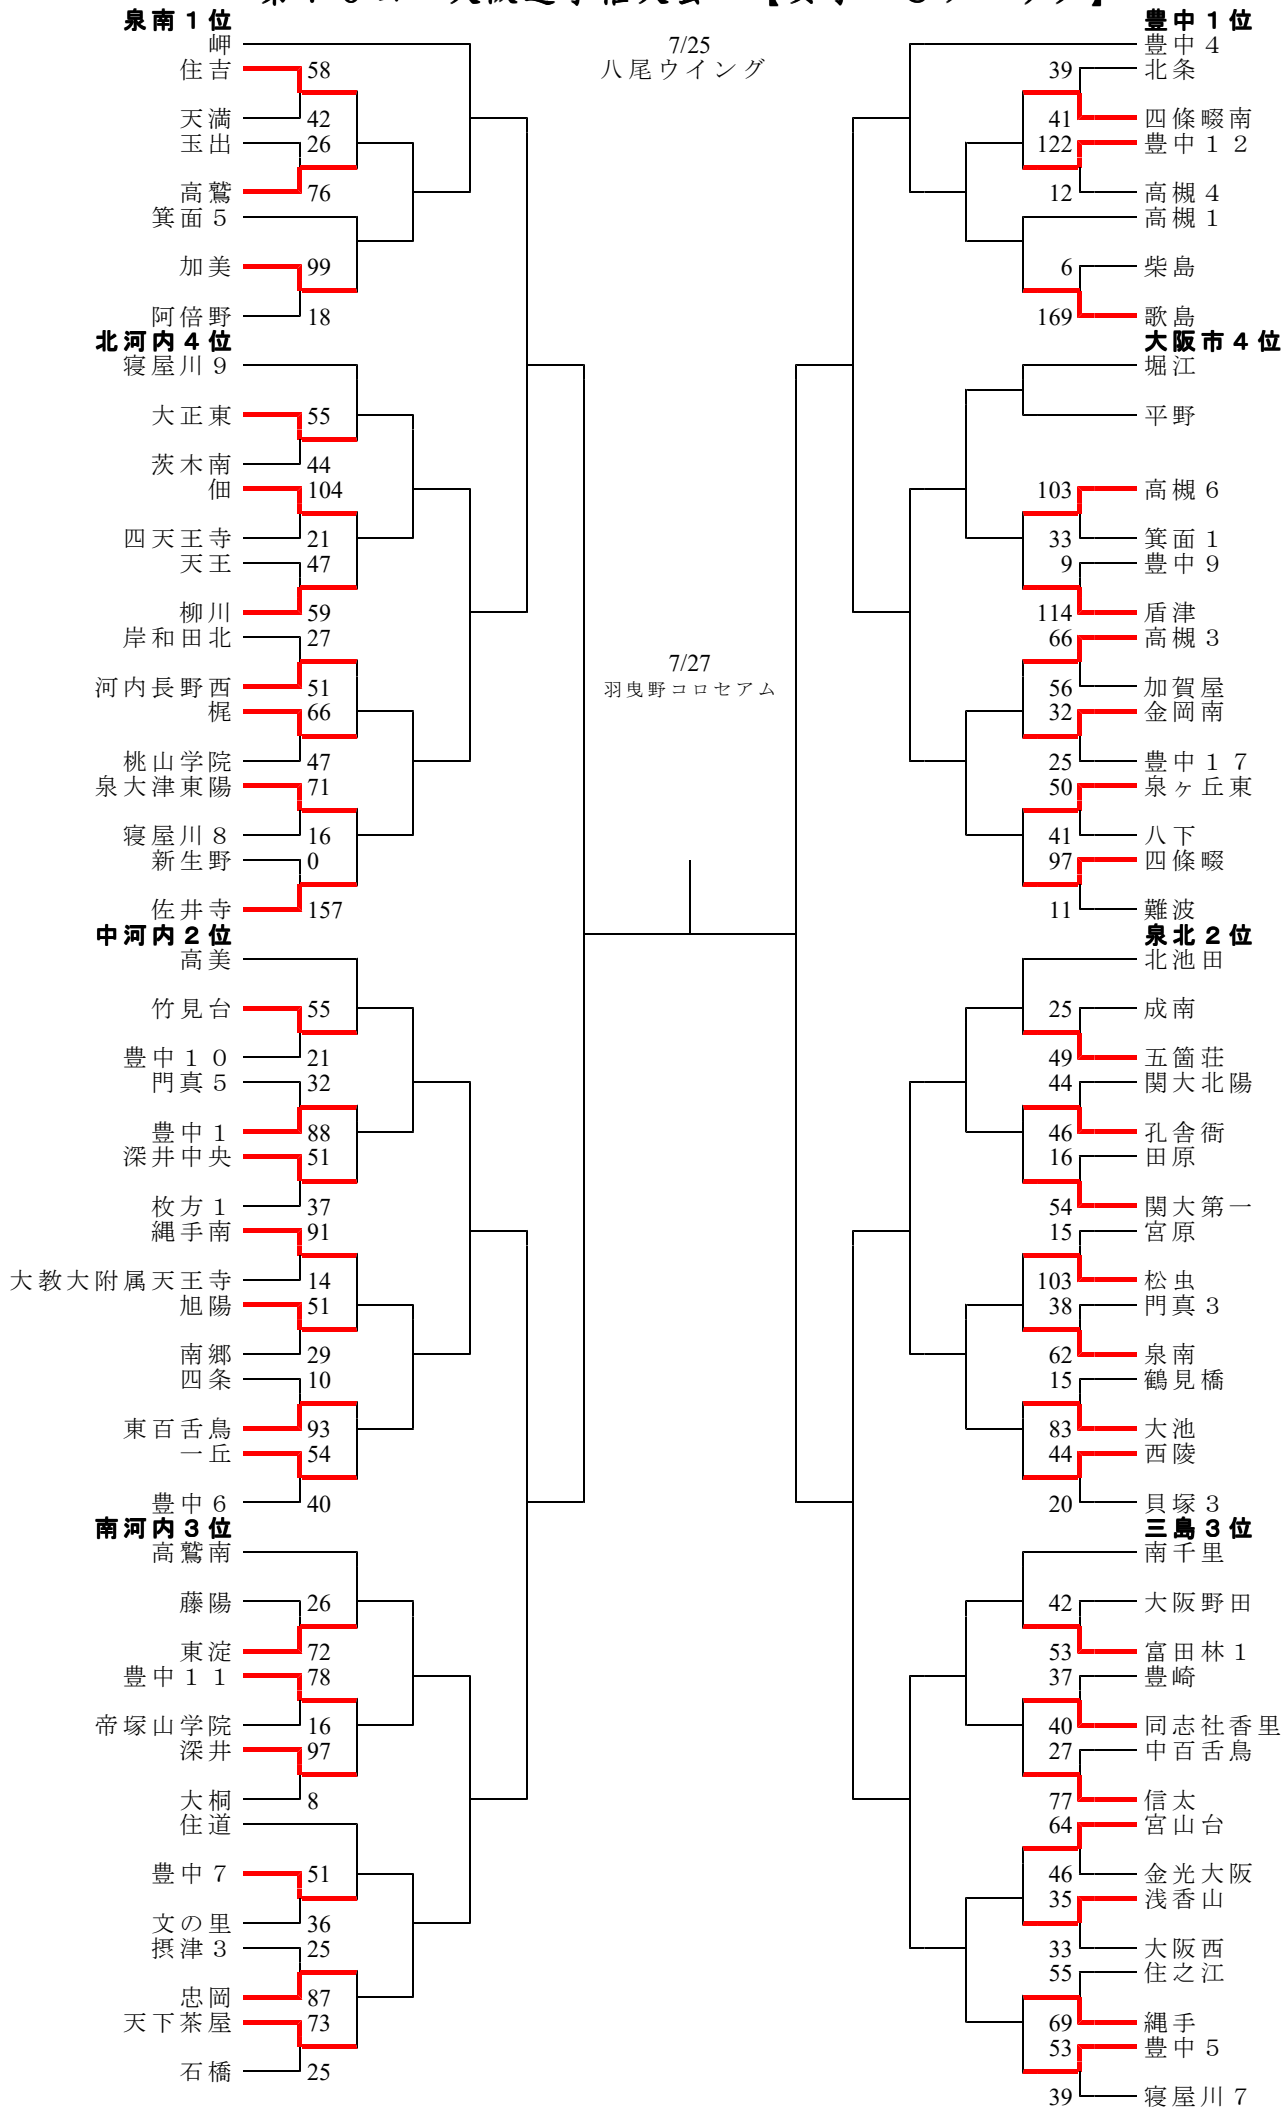 泉南１位
岬
住吉 58
天満 42
玉出 26
高鷲 76
箕面５
加美 99
阿倍野 18
北河内４位
寝屋川９
大正東 55
茨木南 44
佃 104
四天王寺 21
天王 47
柳川 59
岸和田北 27
河内長野西 51
梶 66
桃山学院 47
泉大津東陽 71
寝屋川８ 16
新生野 0
佐井寺 157
中河内２位
高美
竹見台 55
豊中１０ 21
門真５ 32
豊中１ 88
深井中央 51
枚方１ 37
縄手南 91
大教大附属天王寺 14
旭陽 51
南郷 29
四条 10
東百舌鳥 93
一丘 54
豊中６ 40
南河内３位
高鷲南
藤陽 26
東淀 72
豊中１１ 78
帝塚山学院 16
深井 97
大桐 8
住道
豊中７ 51
文の里 36
摂津３ 25
忠岡 87
天下茶屋 73
石橋 25
7/25
八尾ウイング
7/27
羽曳野コロセアム
豊中１位
豊中４
39 北条
41 四條畷南
122 豊中１２
12 高槻４
高槻１
6 柴島
169 歌島
大阪市４位
堀江
平野
103 高槻６
33 箕面１
9 豊中９
114 盾津
66 高槻３
56 加賀屋
32 金岡南
25 豊中１７
50 泉ヶ丘東
41 八下
97 四條畷
11 難波
泉北２位
北池田
25 成南
49 五箇荘
44 関大北陽
46 孔舎衙
16 田原
54 関大第一
15 宮原
103 松虫
38 門真３
62 泉南
15 鶴見橋
83 大池
44 西陵
20 貝塚３
三島３位
南千里
42 大阪野田
53 富田林１
37 豊崎
40 同志社香里
27 中百舌鳥
77 信太
64 宮山台
46 金光大阪
35 浅香山
33 大阪西
55 住之江
69 縄手
53 豊中５
39 寝屋川７